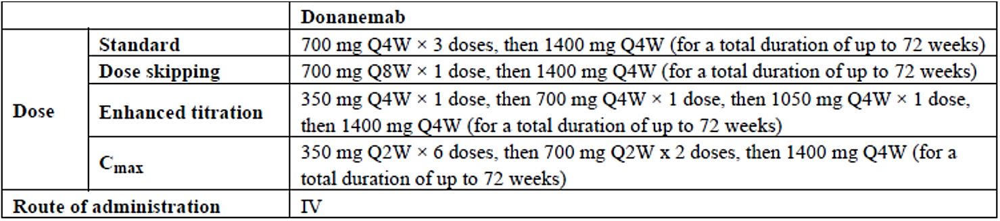 Donanemab
Dose
Standard
700 mg Q4W × 3 doses, then 1400 mg Q4W (for a total duration of up to 72 weeks)
Dose skipping
700 mg Q8W × 1 dose, then 1400 mg Q4W (for a total duration of up to 72 weeks)
Enhanced titration
350 mg Q4W × 1 dose, then 700 mg Q4W × 1 dose, then 1050 mg Q4W × 1 dose,
then 1400 mg Q4W (for a total duration of up to 72 weeks)
Cmax
350 mg Q2W × 6 doses, then 700 mg Q2W x 2 doses, then 1400 mg Q4W (for a
total duration of up to 72 weeks)
Route of administration
IV